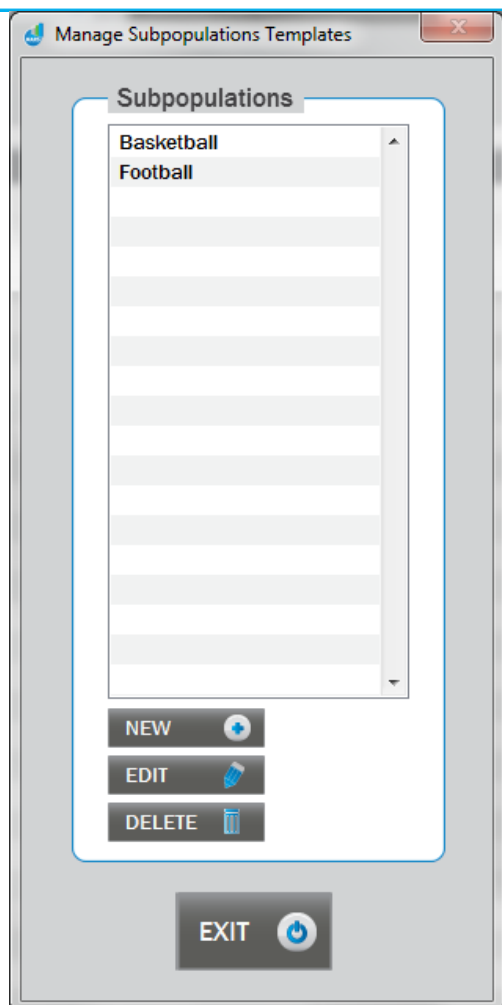 Manage Subpopulations Templates
Subpopulations
Basketball
Football
NEW
EDIT
DELETE
EXIT